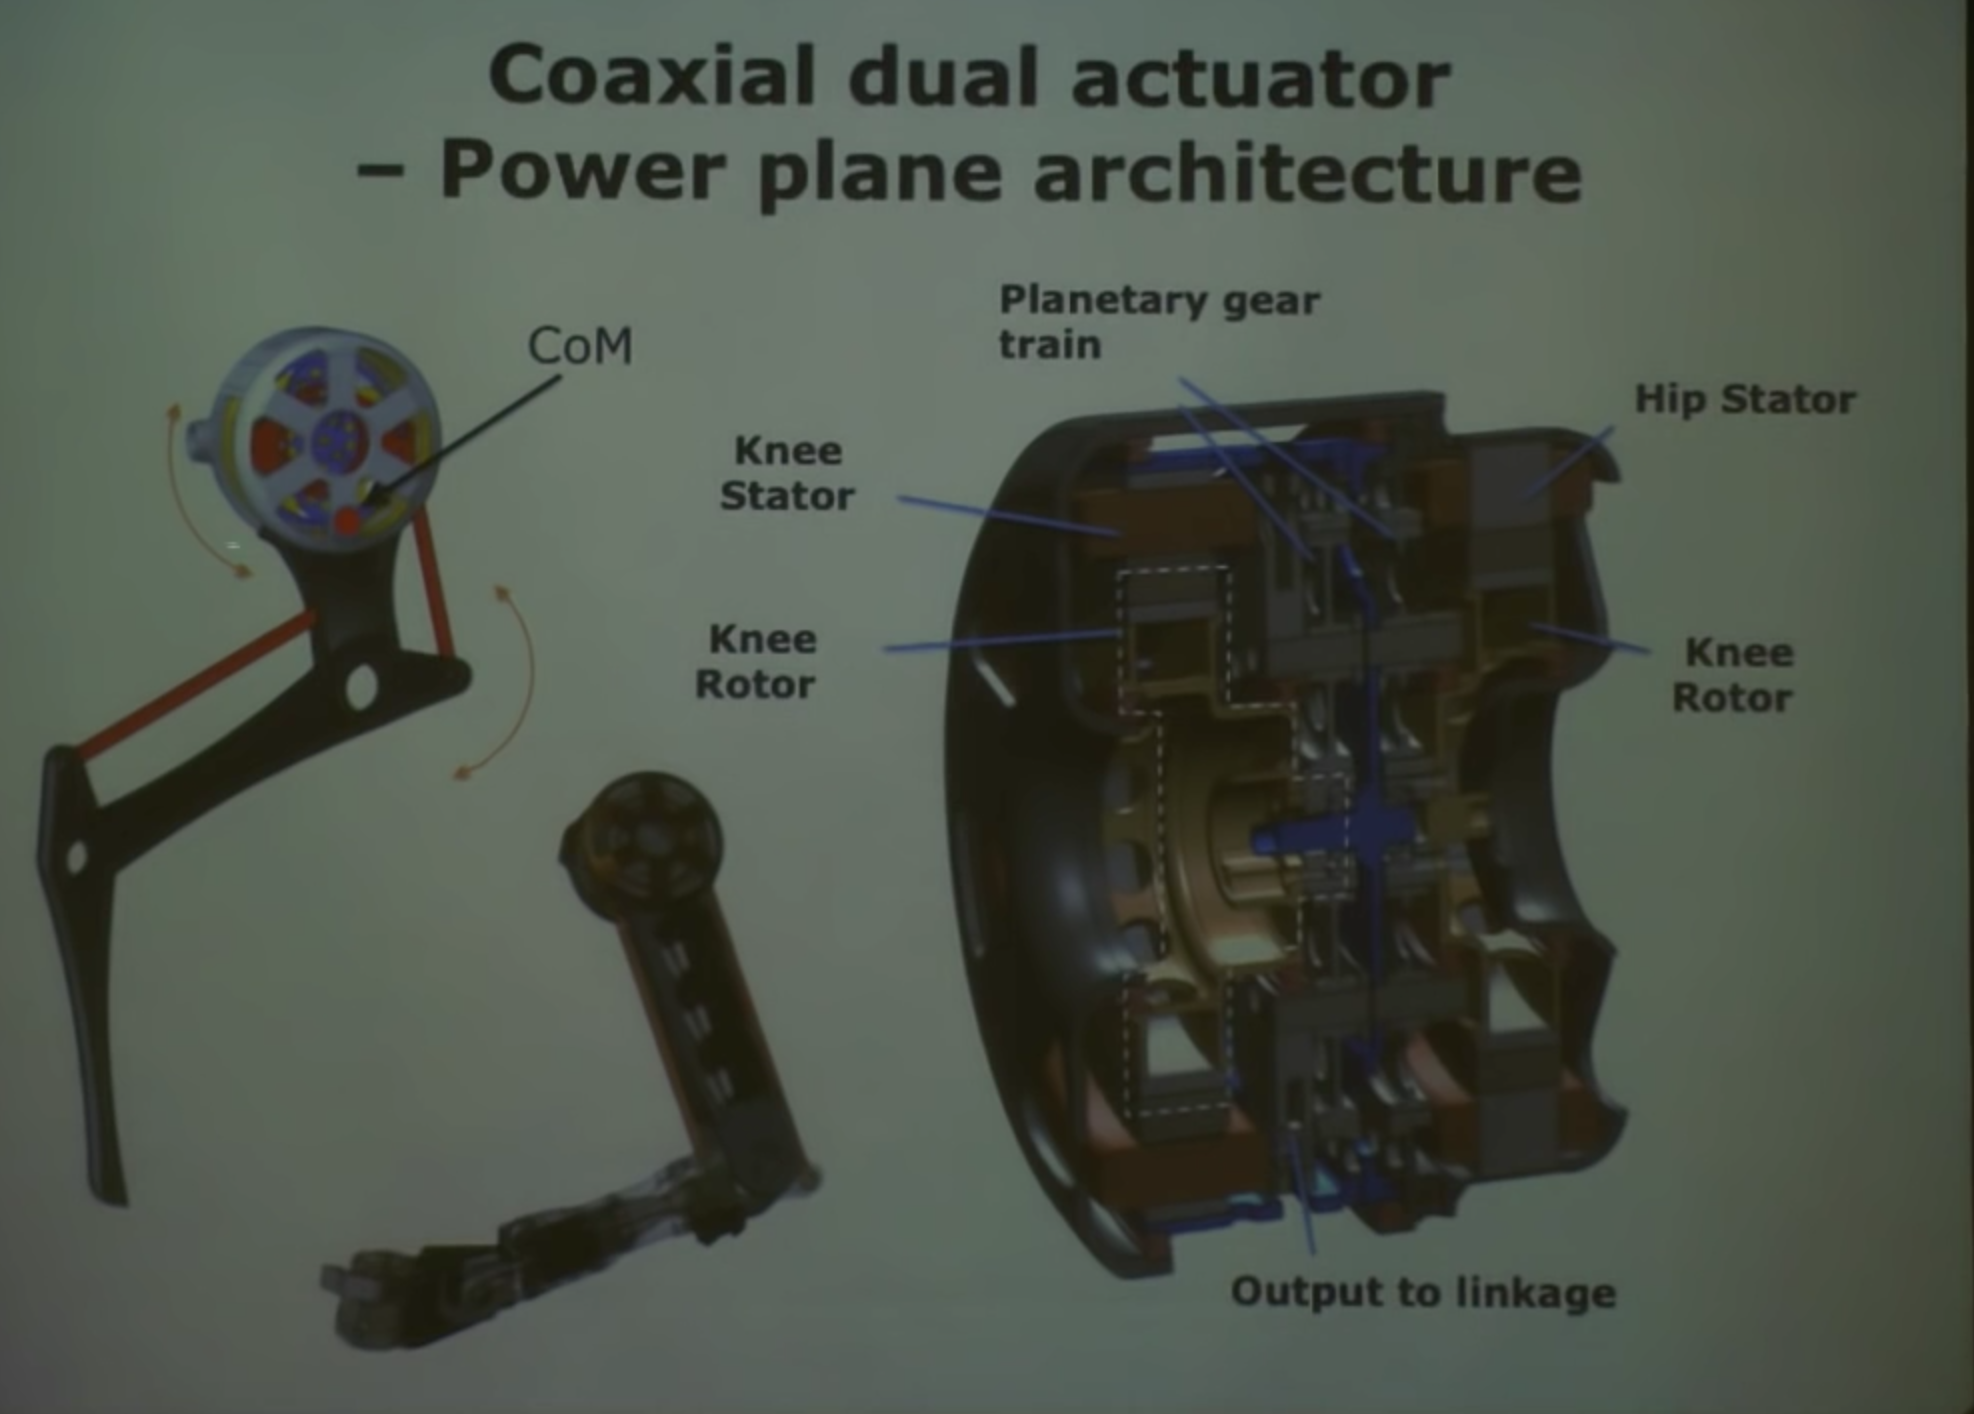 Coaxial dual actuator
– Power plane architecture
CoM
Planetary gear
train
Hip Stator
Knee
Stator
Knee
Rotor
Knee
Rotor
Output to linkage